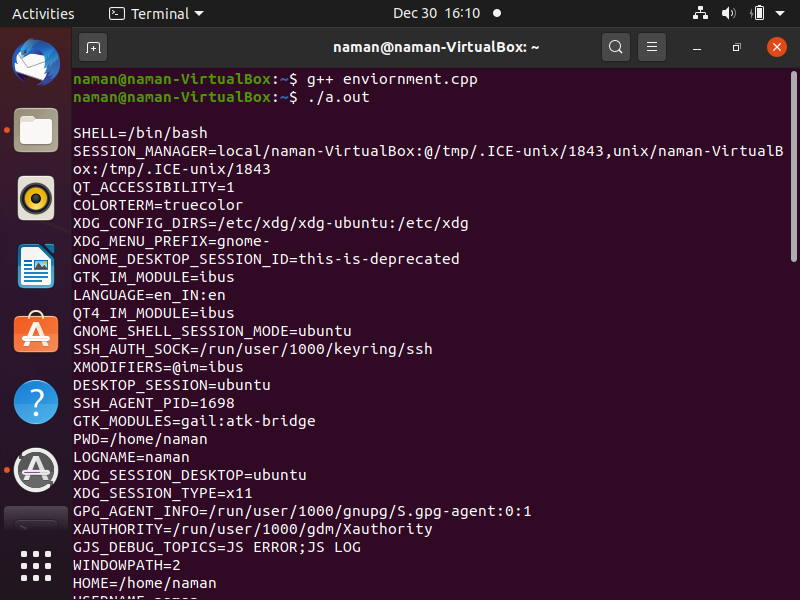 Activities
Terminal
Dec 30 16:10
naman@naman-VirtualBox: ~
naman@naman-VirtualBox:~$ g++ enviornment.cpp
naman@naman-VirtualBox:~$ ./a.out
SHELL=/bin/bash
SESSION_MANAGER=local/naman-VirtualBox:@/tmp/.ICE-unix/1843,unix/naman-VirtualB
ox:/tmp/.ICE-unix/1843
QT_ACCESSIBILITY=1
COLORTERM=truecolor
XDG_CONFIG_DIRS=/etc/xdg/xdg-ubuntu:/etc/xdg
XDG_MENU_PREFIX=gnome-
GNOME_DESKTOP_SESSION_ID=this-is-deprecated
GTK_IM_MODULE=ibus
LANGUAGE=en_IN:en
QT4_IM_MODULE=ibus
GNOME_SHELL_SESSION_MODE=ubuntu
SSH_AUTH_SOCK=/run/user/1000/keyring/ssh
XMODIFIERS=@im=ibus
DESKTOP_SESSION=ubuntu
SSH_AGENT_PID=1698
GTK_MODULES=gail:atk-bridge
PWD=/home/naman
LOGNAME=naman
XDG_SESSION_DESKTOP=ubuntu
XDG_SESSION_TYPE=x11
GPG_AGENT_INFO=/run/user/1000/gnupg/S.gpg-agent:0:1
XAUTHORITY=/run/user/1000/gdm/Xauthority
GJS_DEBUG_TOPICS=JS ERROR;JS LOG
WINDOWPATH=2
HOME=/home/naman